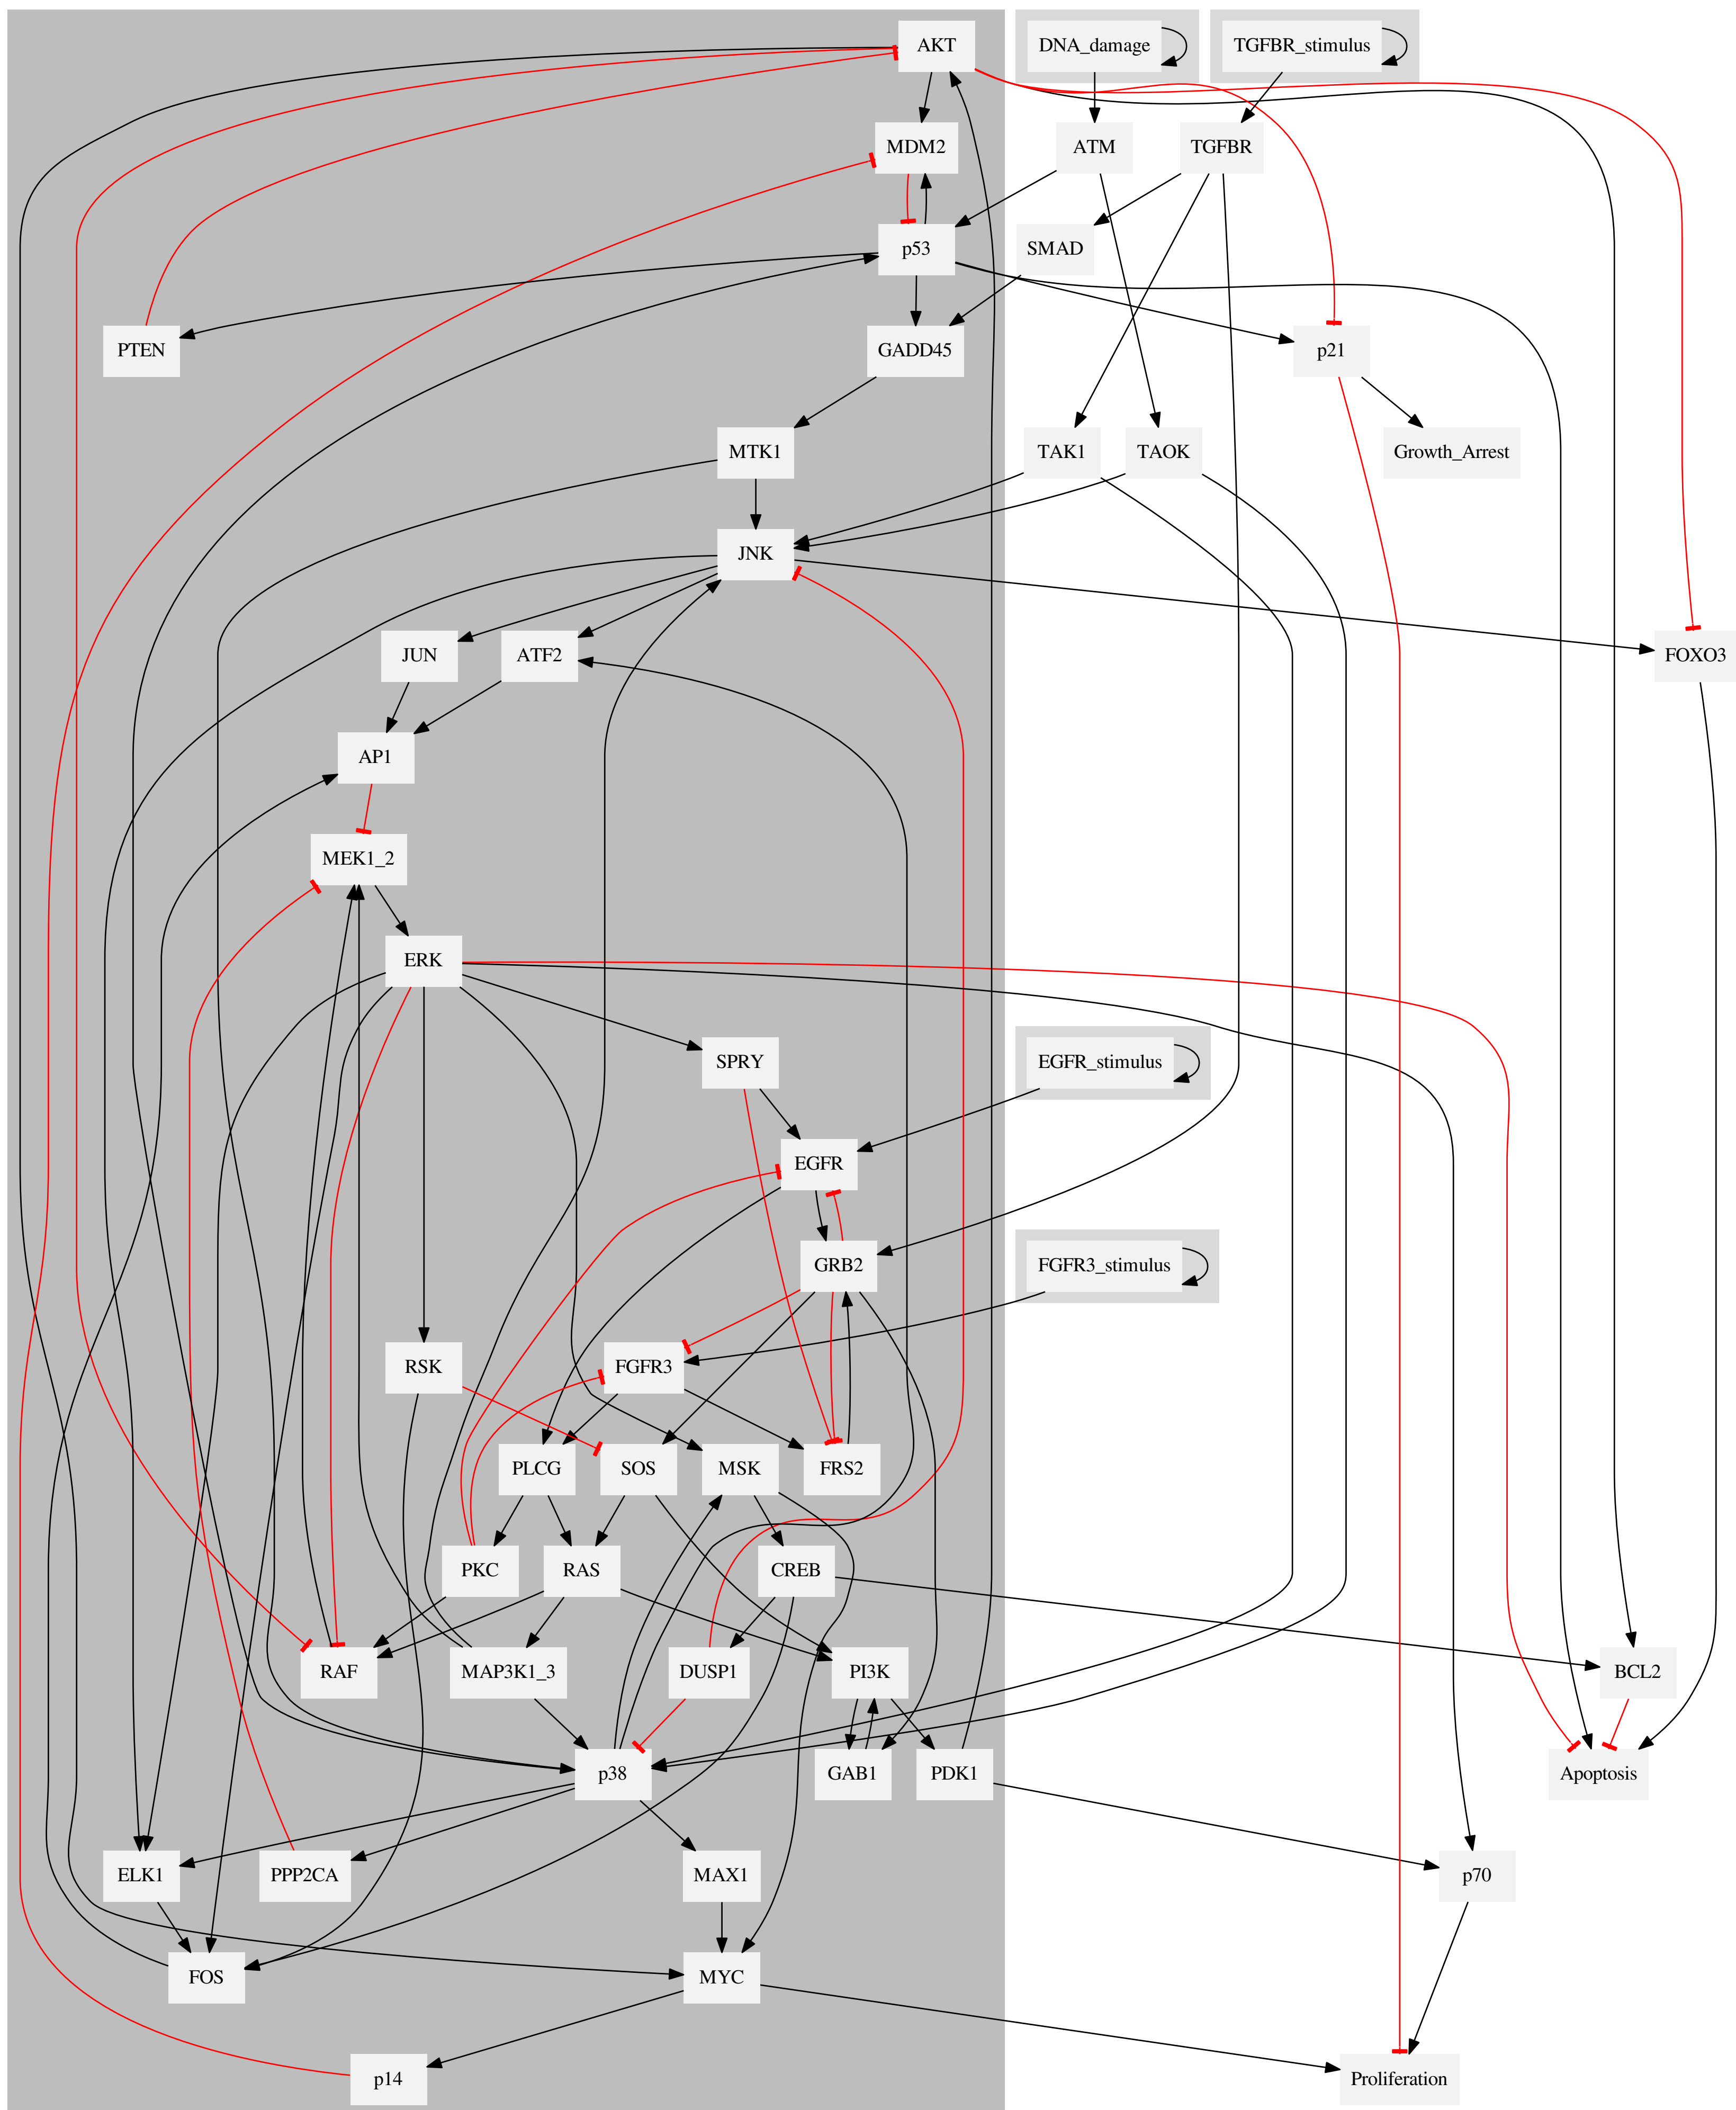 AKT
DNA_damage
TGFBR_stimulus
MDM2
ATM
TGFBR
p53
SMAD
PTEN
GADD45
p21
MTK1
TAK1
TAOK
Growth_Arrest
JNK
JUN
ATF2
FOXO3
AP1
MEK1_2
ERK
SPRY
EGFR_stimulus
EGFR
GRB2
FGFR3_stimulus
RSK
FGFR3
PLCG
SOS
MSK
FRS2
PKC
RAS
CREB
RAF
MAP3K1_3
DUSP1
PI3K
BCL2
p38
GAB1
PDK1
Apoptosis
ELK1
PPP2CA
MAX1
p70
FOS
MYC
p14
Proliferation